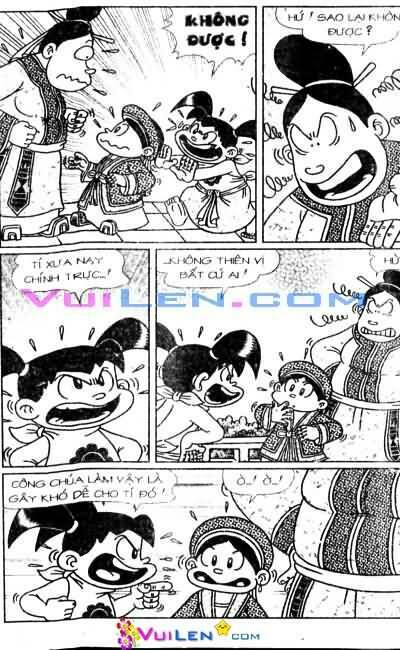 KHÔNG
ĐƯỢC!
HỨ! SAO LẠI KHÔN
ĐƯỢC?
TÍ XƯA NAY
CHÍNH TRỰC...!
...KHÔNG THIÊN VỊ
BẤT CỨ AI!
HỨ
VUILEN.COM
CÔNG CHÚA LÀM VẬY LÀ
GÂY KHÓ DỄ CHO TÍ ĐÓ!
Ờ..! Ờ..!
VUILEN.COM